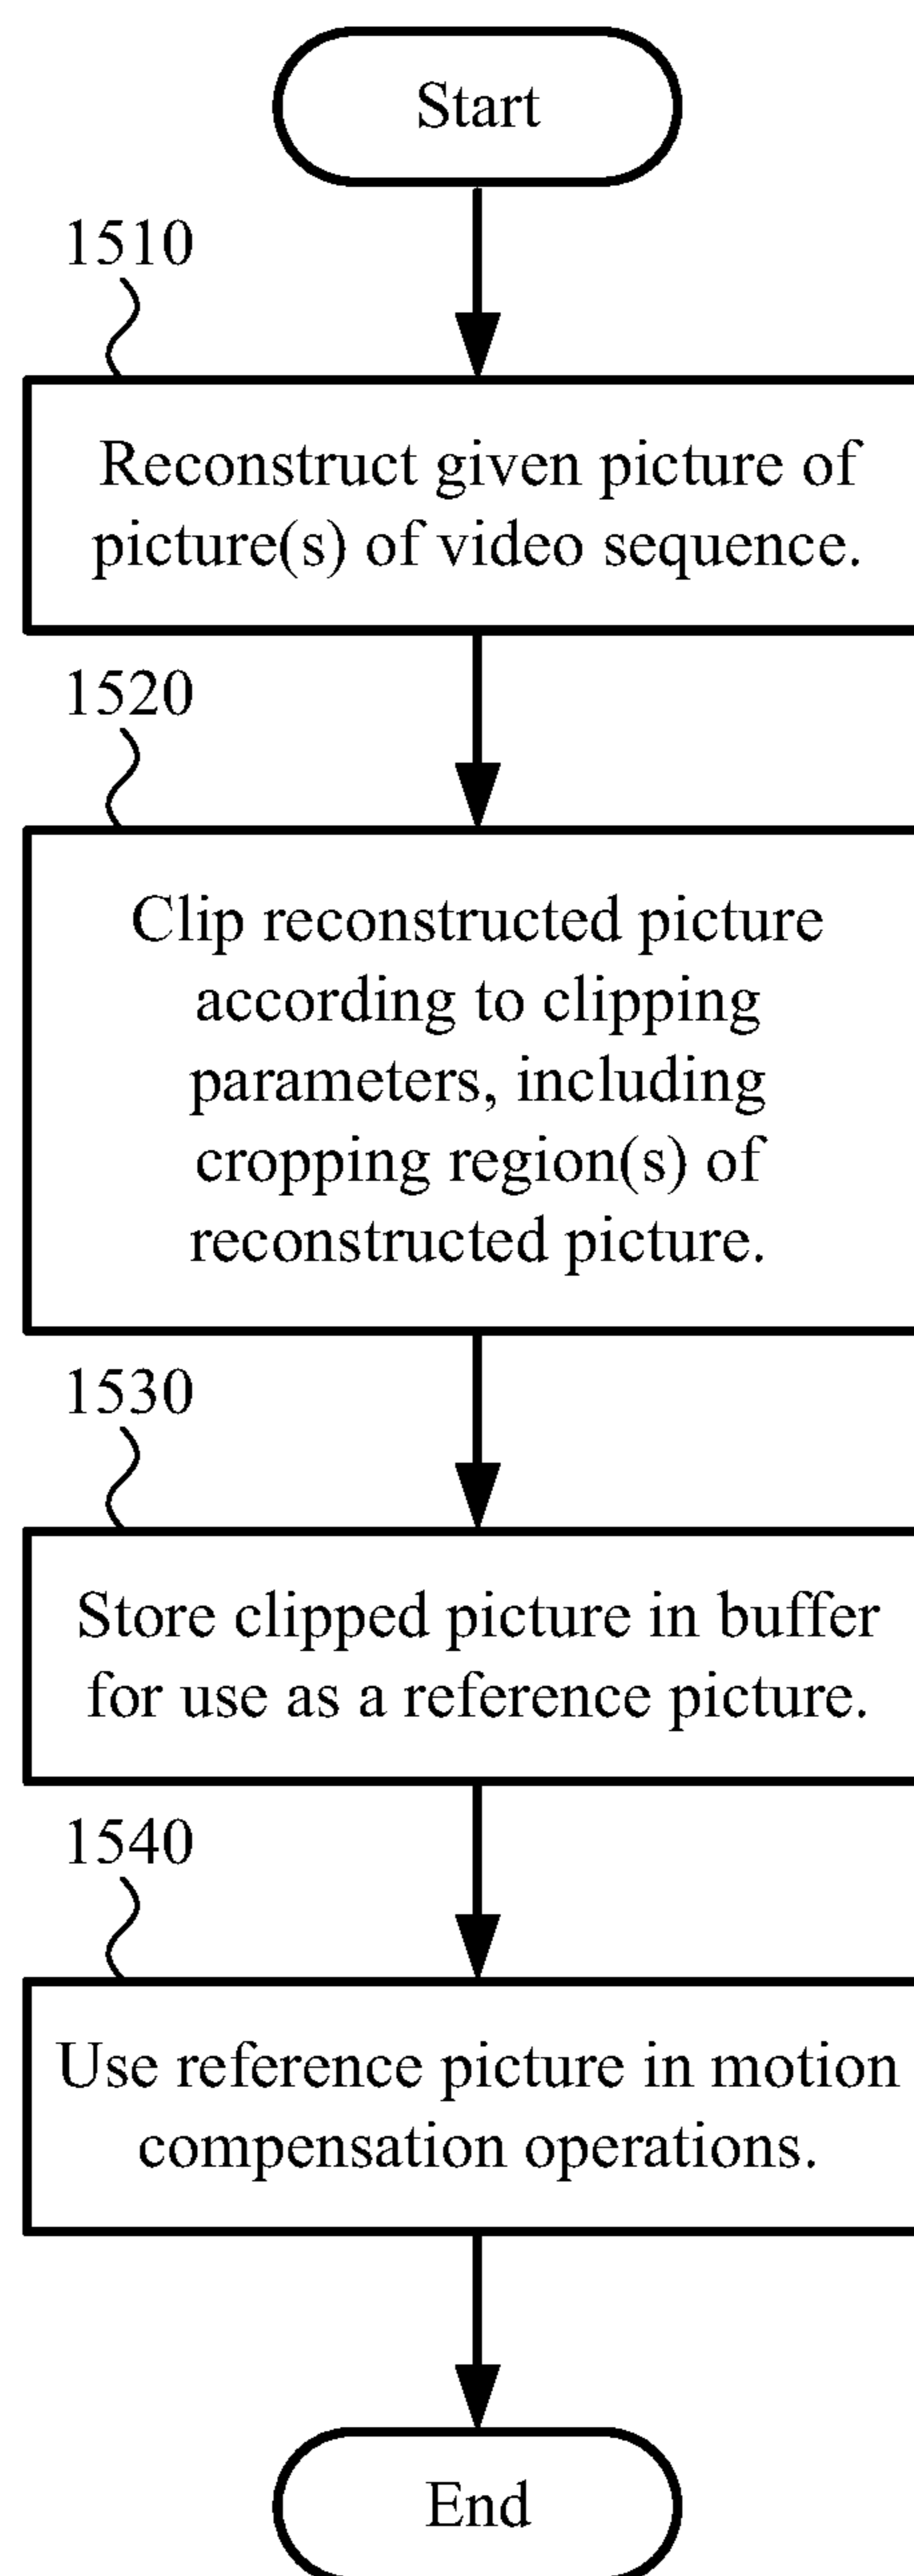 Start
1510
Reconstruct given picture of
picture(s) of video sequence.
1520
Clip reconstructed picture
according to clipping
parameters, including
cropping region(s) of
reconstructed picture.
1530
Store clipped picture in buffer
for use as a reference picture.
1540
Use reference picture in motion
compensation operations.
End